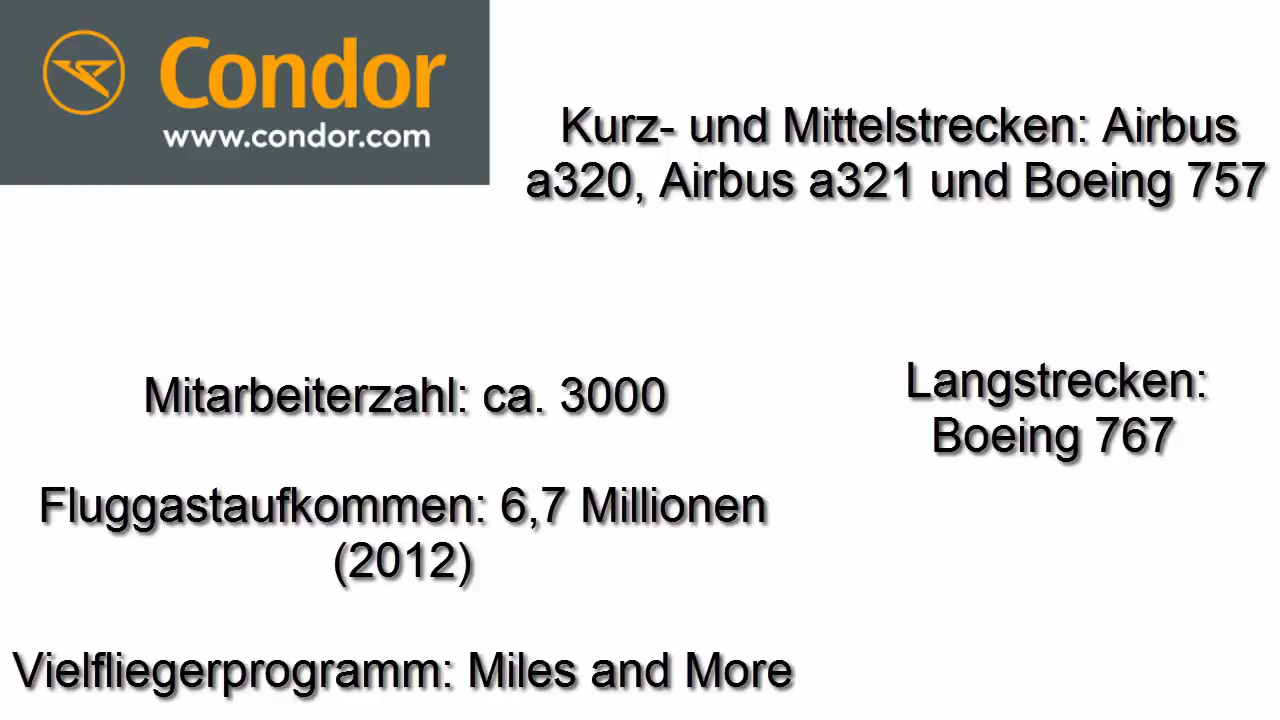 Condor
www.condor.com
Kurz- und Mittelstrecken: Airbus
a320, Airbus a321 und Boeing 757
Mitarbeiterzahl: ca. 3000
Langstrecken:
Boeing 767
Fluggastaufkommen: 6,7 Millionen
(2012)
Vielfliegerprogramm: Miles and More